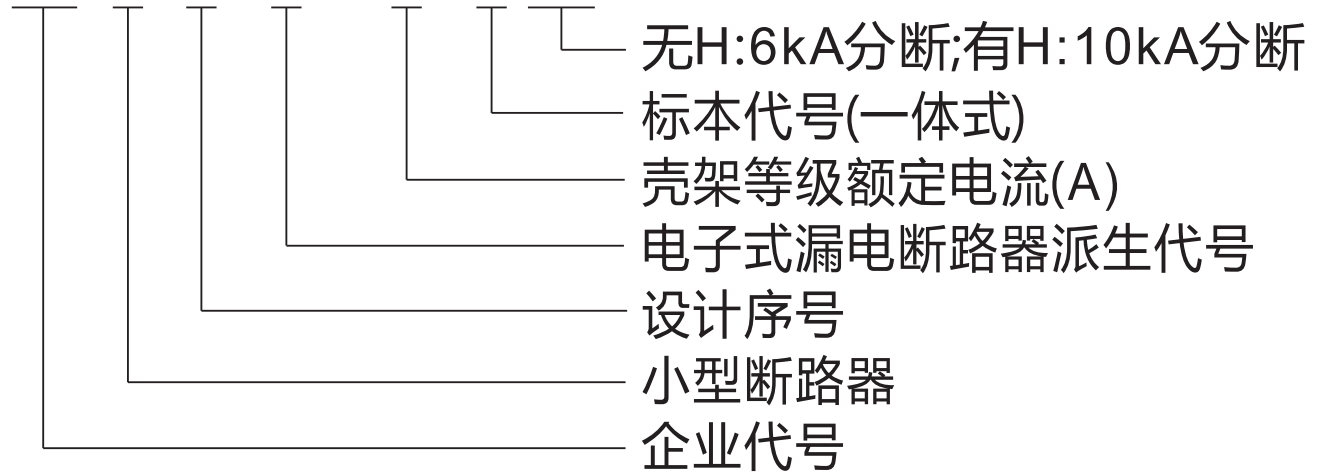 无H:6kA分断;有H:10kA分断
标本代号(一体式)
壳架等级额定电流(A)
电子式漏电断路器派生代号
设计序号
小型断路器
企业代号